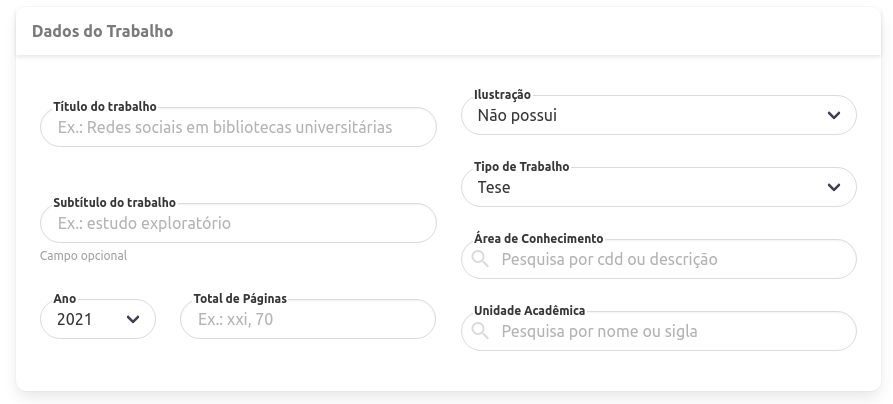 Dados do Trabalho
Título do trabalho
Ex.: Redes sociais em bibliotecas universitárias
Subtítulo do trabalho
Ex.: estudo exploratório
Campo opcional
Ano
2021
Total de Páginas
Ex.: xxi, 70
Ilustração
Não possui
Tipo de Trabalho
Tese
Área de Conhecimento
Pesquisa por cdd ou descrição
Unidade Acadêmica
Pesquisa por nome ou sigla